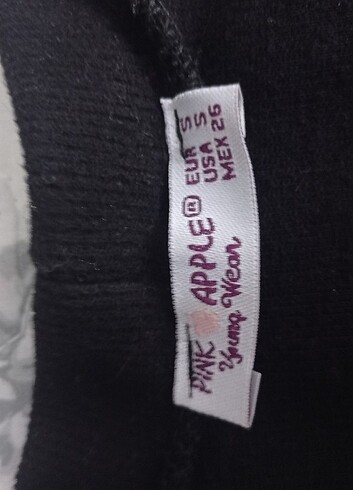 PINK APPLE®
Young Wear
EUR S
USA S
MEX 26